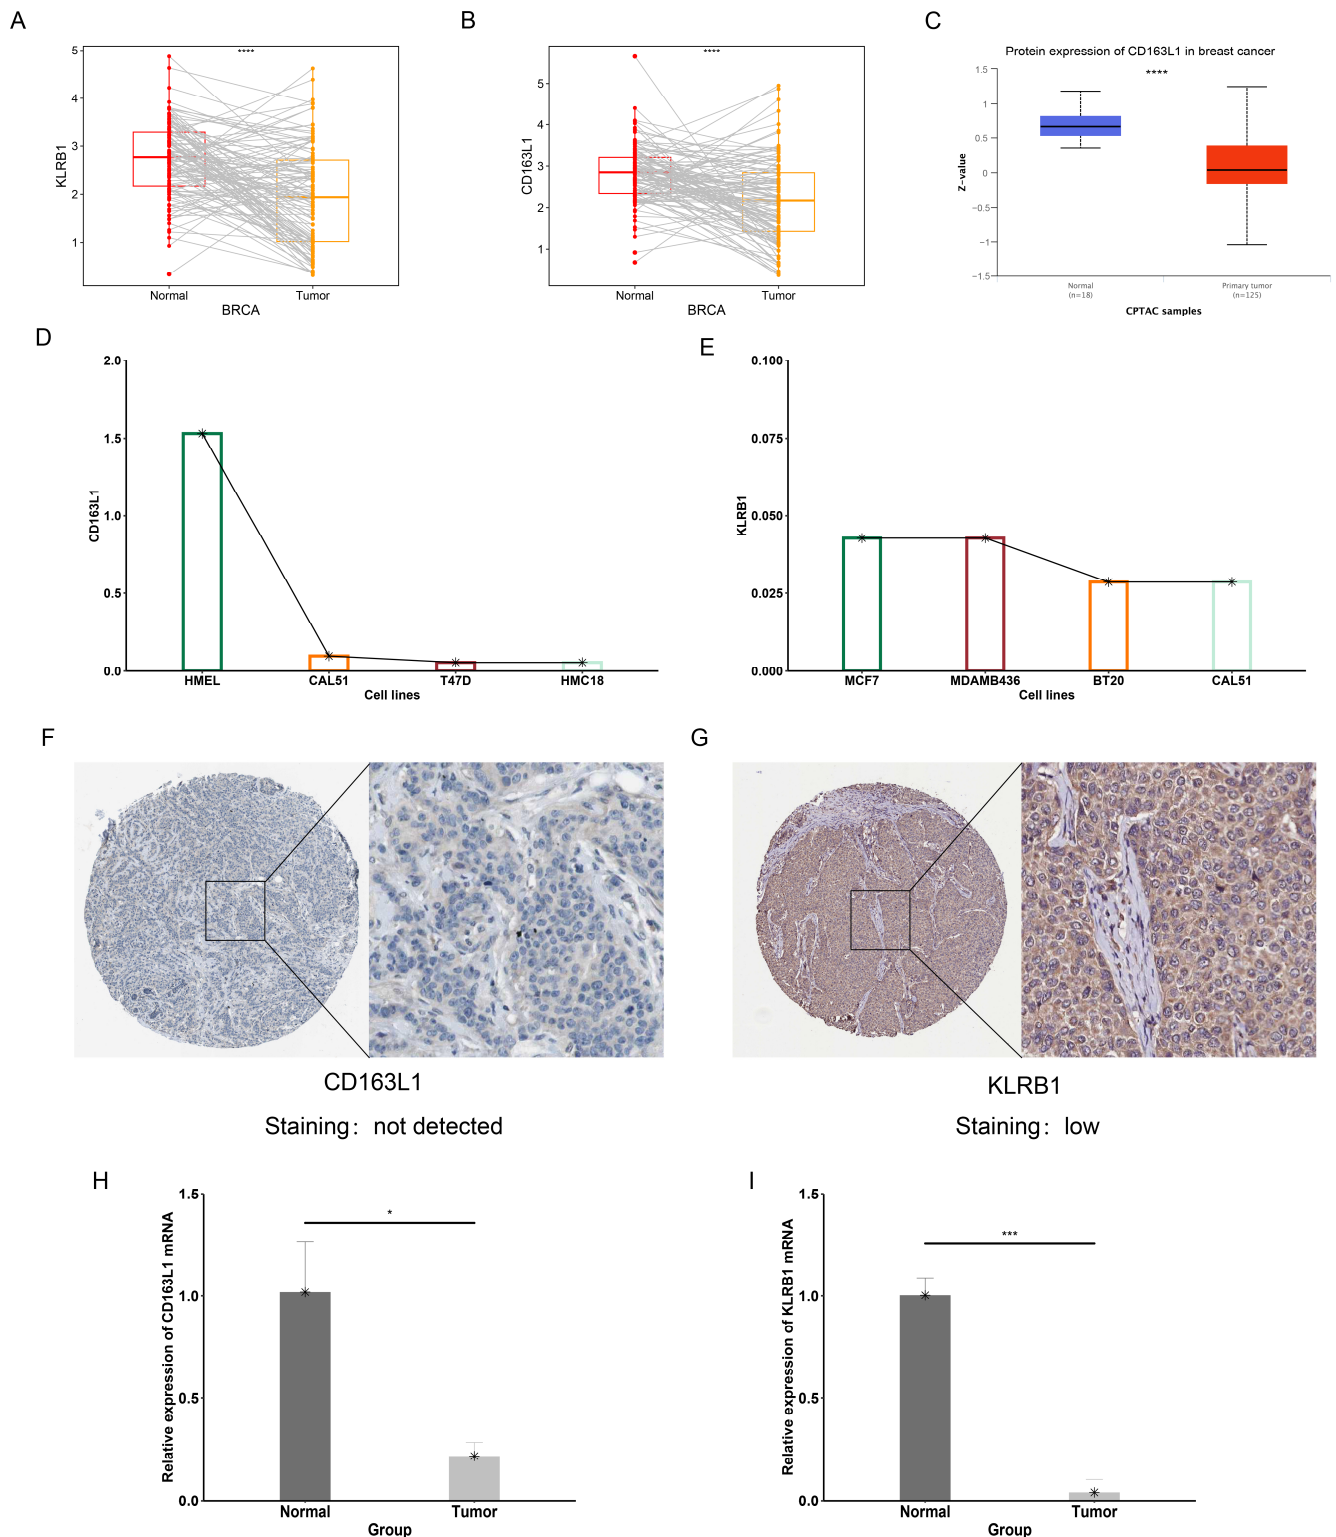 A
B
C
****
5
4
3
2
1
KLRB1
Normal
Tumor
BRCA
****
5
4
3
2
1
CD163L1
Normal
Tumor
BRCA
Protein expression of CD163L1 in breast cancer
****
1.5
1
0.5
0
−0.5
−1
−1.5
Z-value
Normal
(n=18)
Primary tumor
(n=125)
CPTAC samples
D
2.0
1.5
1.0
0.5
0.0
CD163L1
HMEL
CAL51
T47D
HMC18
Cell lines
E
0.100
0.075
0.050
0.025
0.000
KLRB1
MCF7
MDAMB436
BT20
CAL51
Cell lines
F
CD163L1
Staining: not detected
G
KLRB1
Staining: low
H
1.5
1.0
0.5
0.0
Relative expression of CD163L1 mRNA
*
Normal
Tumor
Group
I
1.5
1.0
0.5
0.0
Relative expression of KLRB1 mRNA
***
Normal
Tumor
Group